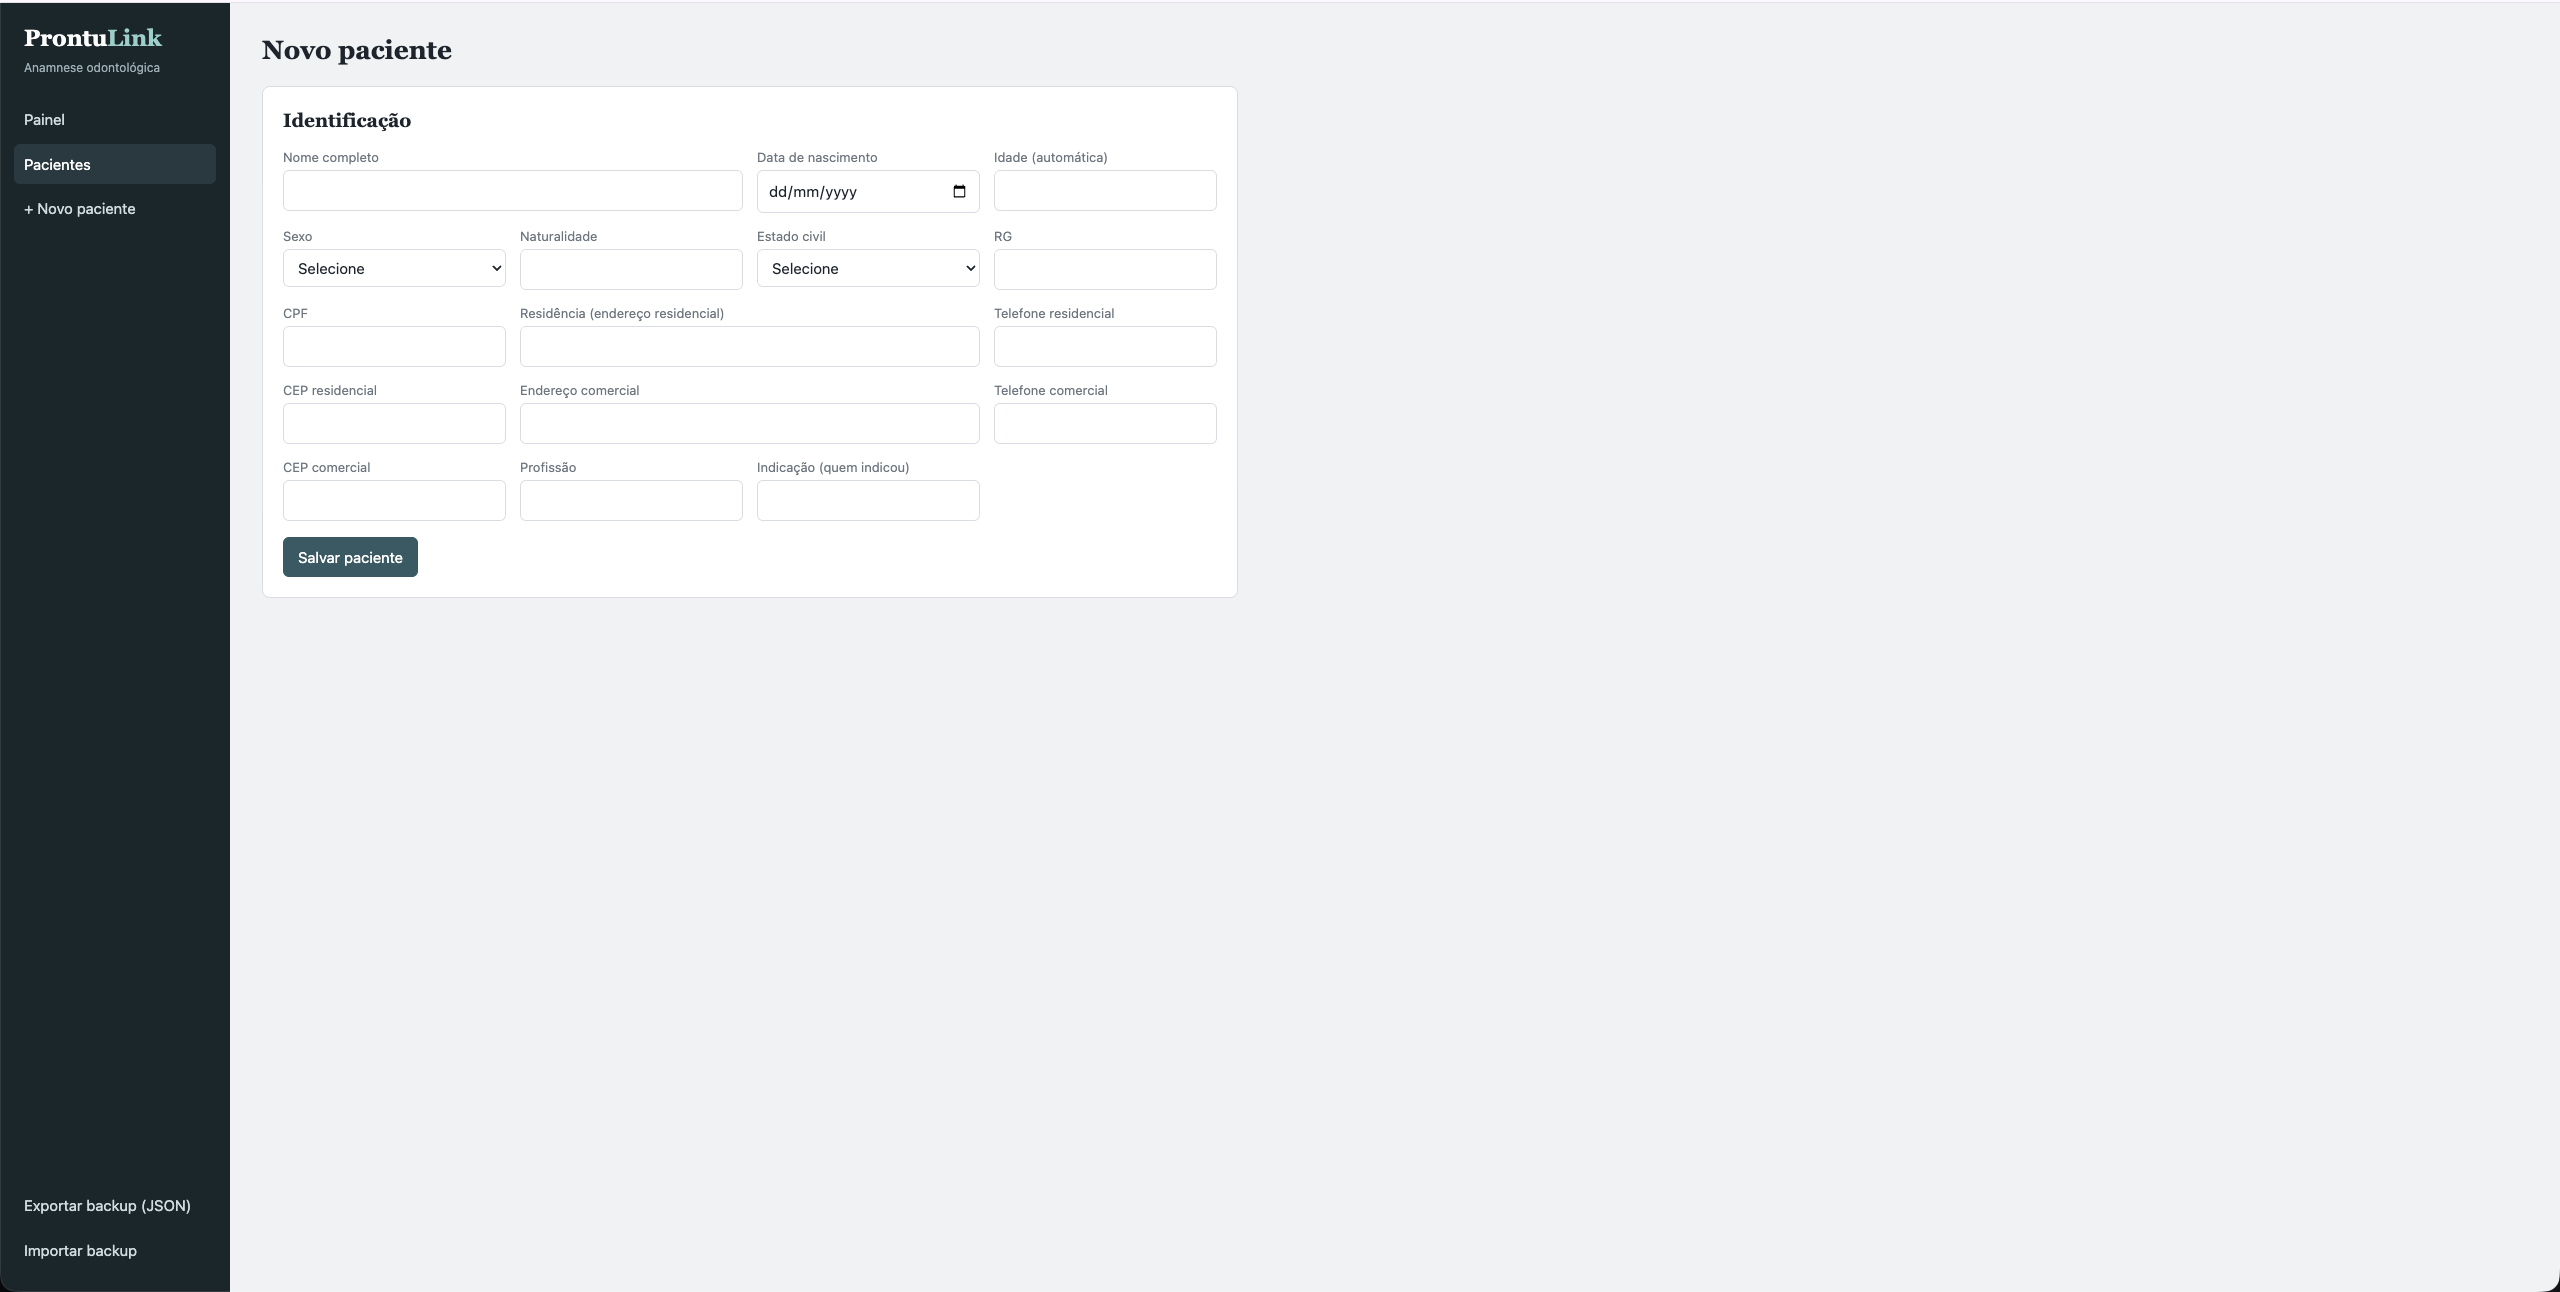 ProntuLink
Anamnese odontológica
Painel
Pacientes
+ Novo paciente
Exportar backup (JSON)
Importar backup
Novo paciente
Identificação
Nome completo
Data de nascimento
dd/mm/yyyy
Idade (automática)
Sexo
Selecione
Naturalidade
Estado civil
Selecione
RG
CPF
Residência (endereço residencial)
Telefone residencial
CEP residencial
Endereço comercial
Telefone comercial
CEP comercial
Profissão
Indicação (quem indicou)
Salvar paciente